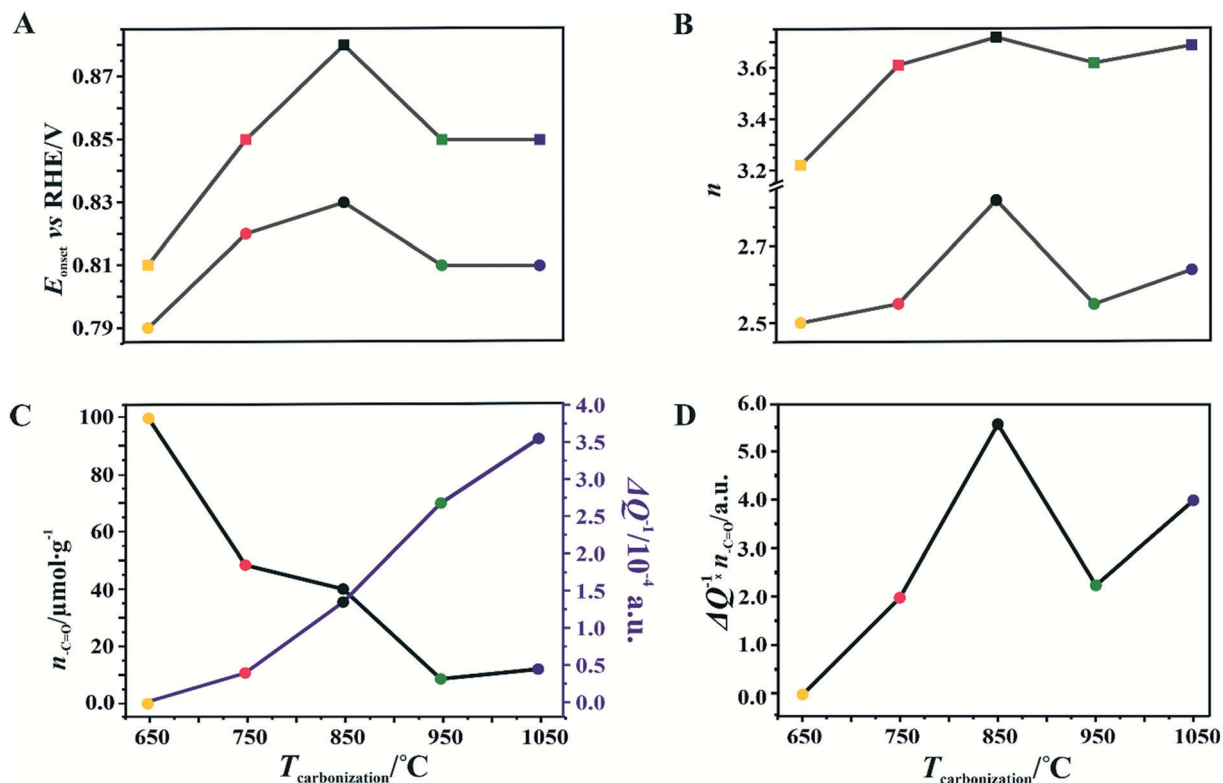 A
E onset vs RHE/V
0.87
0.85
0.83
0.81
0.79
B
n
3.6
3.4
3.2
2.7
2.5
C
n -C=O/µmol·g⁻¹
100
80
60
40
20
0.0
650 750 850 950 1050
T carbonization/°C
4.0
3.5
3.0
2.5
2.0
1.5
1.0
0.5
0.0
ΔQ⁻¹/10⁻⁴ a.u.
D
ΔQ⁻¹ × n -C=O/a.u.
6.0
5.0
4.0
3.0
2.0
1.0
0.0
650 750 850 950 1050
T carbonization/°C